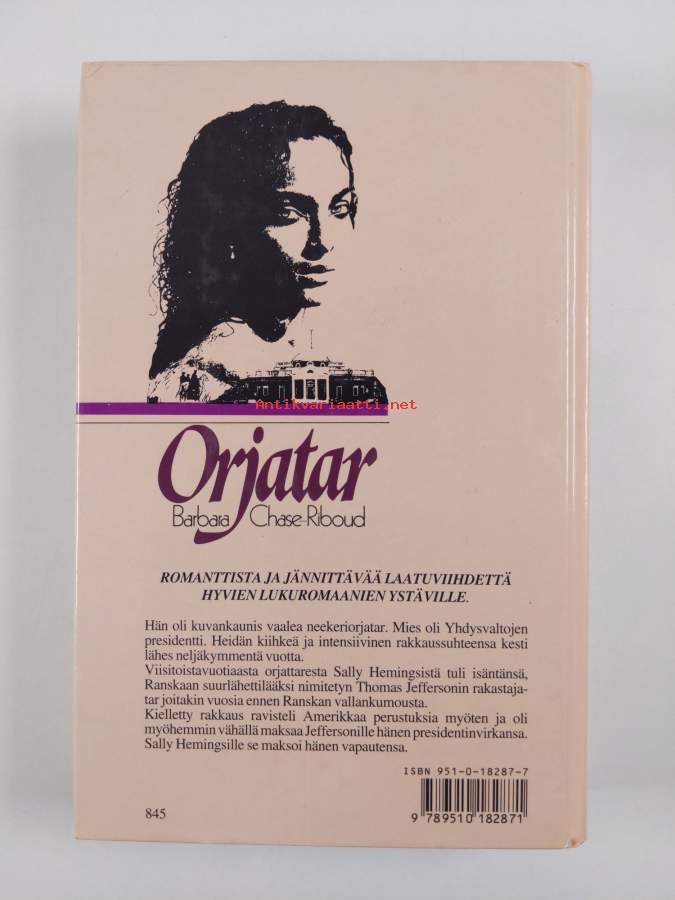 Antikvariaatti.net
Orjatar
Barbara Chase-Riboud
ROMANTTISTA JA JÄNNITTÄVÄÄ LAATUVIIHDETTÄ
HYVIEN LUKUROMAANIEN YSTÄVILLE.
Hän oli kuvankaunis vaalea neekeriorjatar. Mies oli Yhdysvaltojen
presidentti. Heidän kiihkeä ja intensiivinen rakkaussuhteensa kesti
lähes neljäkymmentä vuotta.
Viisitoistavuotiaasta orjattaresta Sally Hemingsistä tuli isäntänsä,
Ranskaan suurlähettilääksi nimitetyn Thomas Jeffersonin rakastaja-
tar joitakin vuosia ennen Ranskan vallankumousta.
Kielletty rakkaus ravisteli Amerikkaa perustuksia myöten ja oli
myöhemmin vähällä maksaa Jeffersonille hänen presidentinvirkansa.
Sally Hemingsille se maksoi hänen vapautensa.
ISBN 951-0-18287-7
845
9 789510 182871